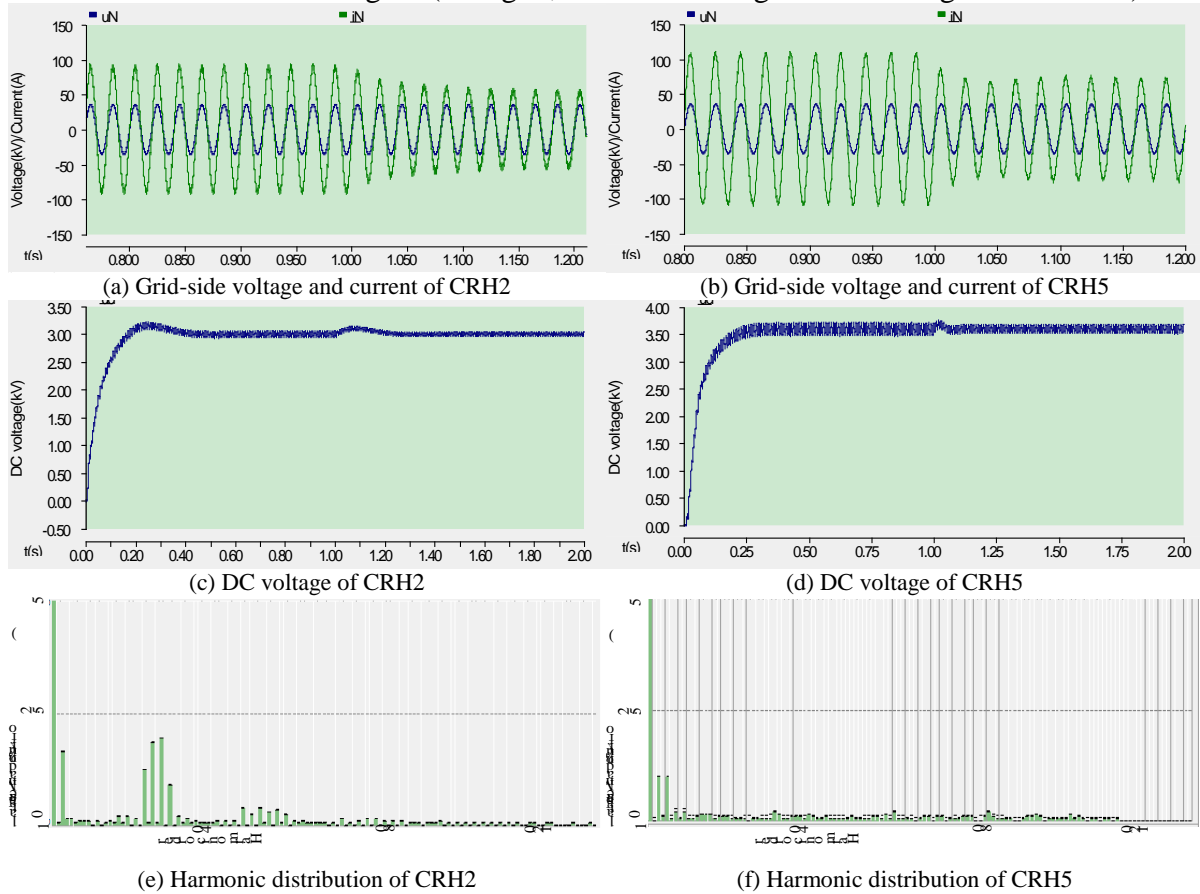 uN iN
150
100
50
0
-50
-100
-150
Voltage(kV)/Current(A)
t(s)
0.800 0.850 0.900 0.950 1.000 1.050 1.100 1.150 1.200
(a) Grid-side voltage and current of CRH2
uN iN
150
100
50
0
-50
-100
-150
Voltage(kV)/Current(A)
t(s)
0.800 0.850 0.900 0.950 1.000 1.050 1.100 1.150 1.200
(b) Grid-side voltage and current of CRH5
3.50
3.00
2.50
2.00
1.50
1.00
0.50
0.00
-0.50
DC voltage(kV)
t(s)
0.00 0.20 0.40 0.60 0.80 1.00 1.20 1.40 1.60 1.80 2.00
(c) DC voltage of CRH2
4.00
3.50
3.00
2.50
2.00
1.50
1.00
0.50
0.00
DC voltage(kV)
t(s)
0.00 0.25 0.50 0.75 1.00 1.25 1.50 1.75 2.00
(d) DC voltage of CRH5
(e) Harmonic distribution of CRH2
(f) Harmonic distribution of CRH5